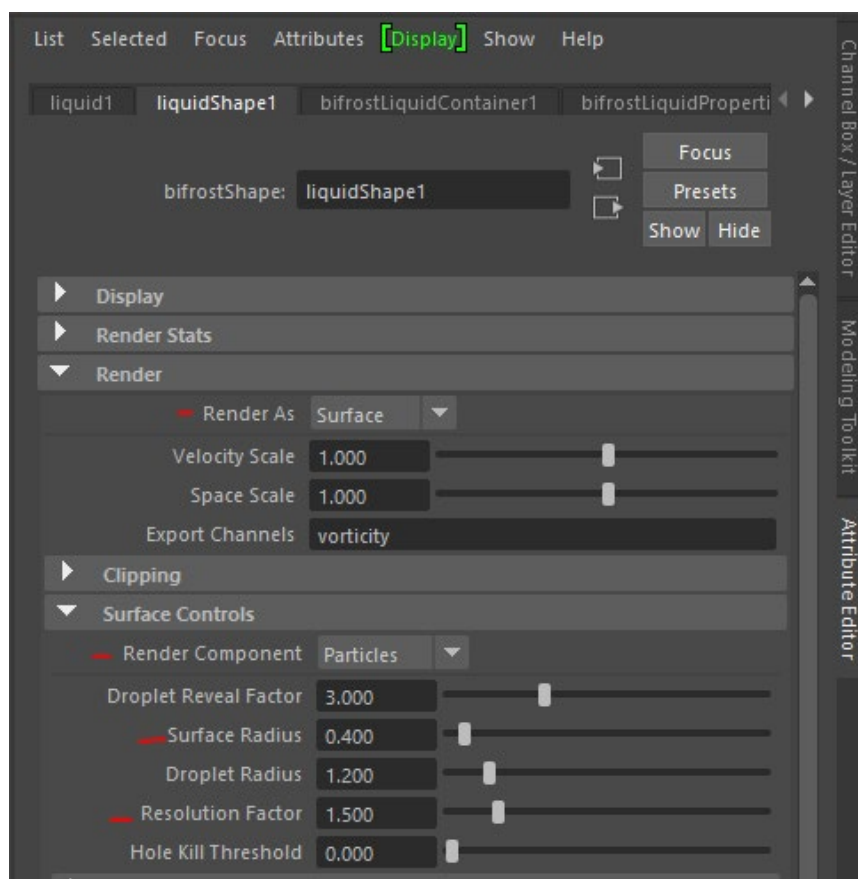 List Selected Focus Attributes [Display] Show Help
liquid1 liquidShape1 bifrostLiquidContainer1 bifrostLiquidProperti
Focus
bifrostShape: liquidShape1 Presets
Show Hide
Display
Render Stats
Render
Render As Surface
Velocity Scale 1.000
Space Scale 1.000
Export Channels vorticity
Clipping
Surface Controls
Render Component Particles
Droplet Reveal Factor 3.000
Surface Radius 0.400
Droplet Radius 1.200
Resolution Factor 1.500
Hole Kill Threshold 0.000
Channel Box / Layer Editor
Modeling Toolkit
Attribute Editor